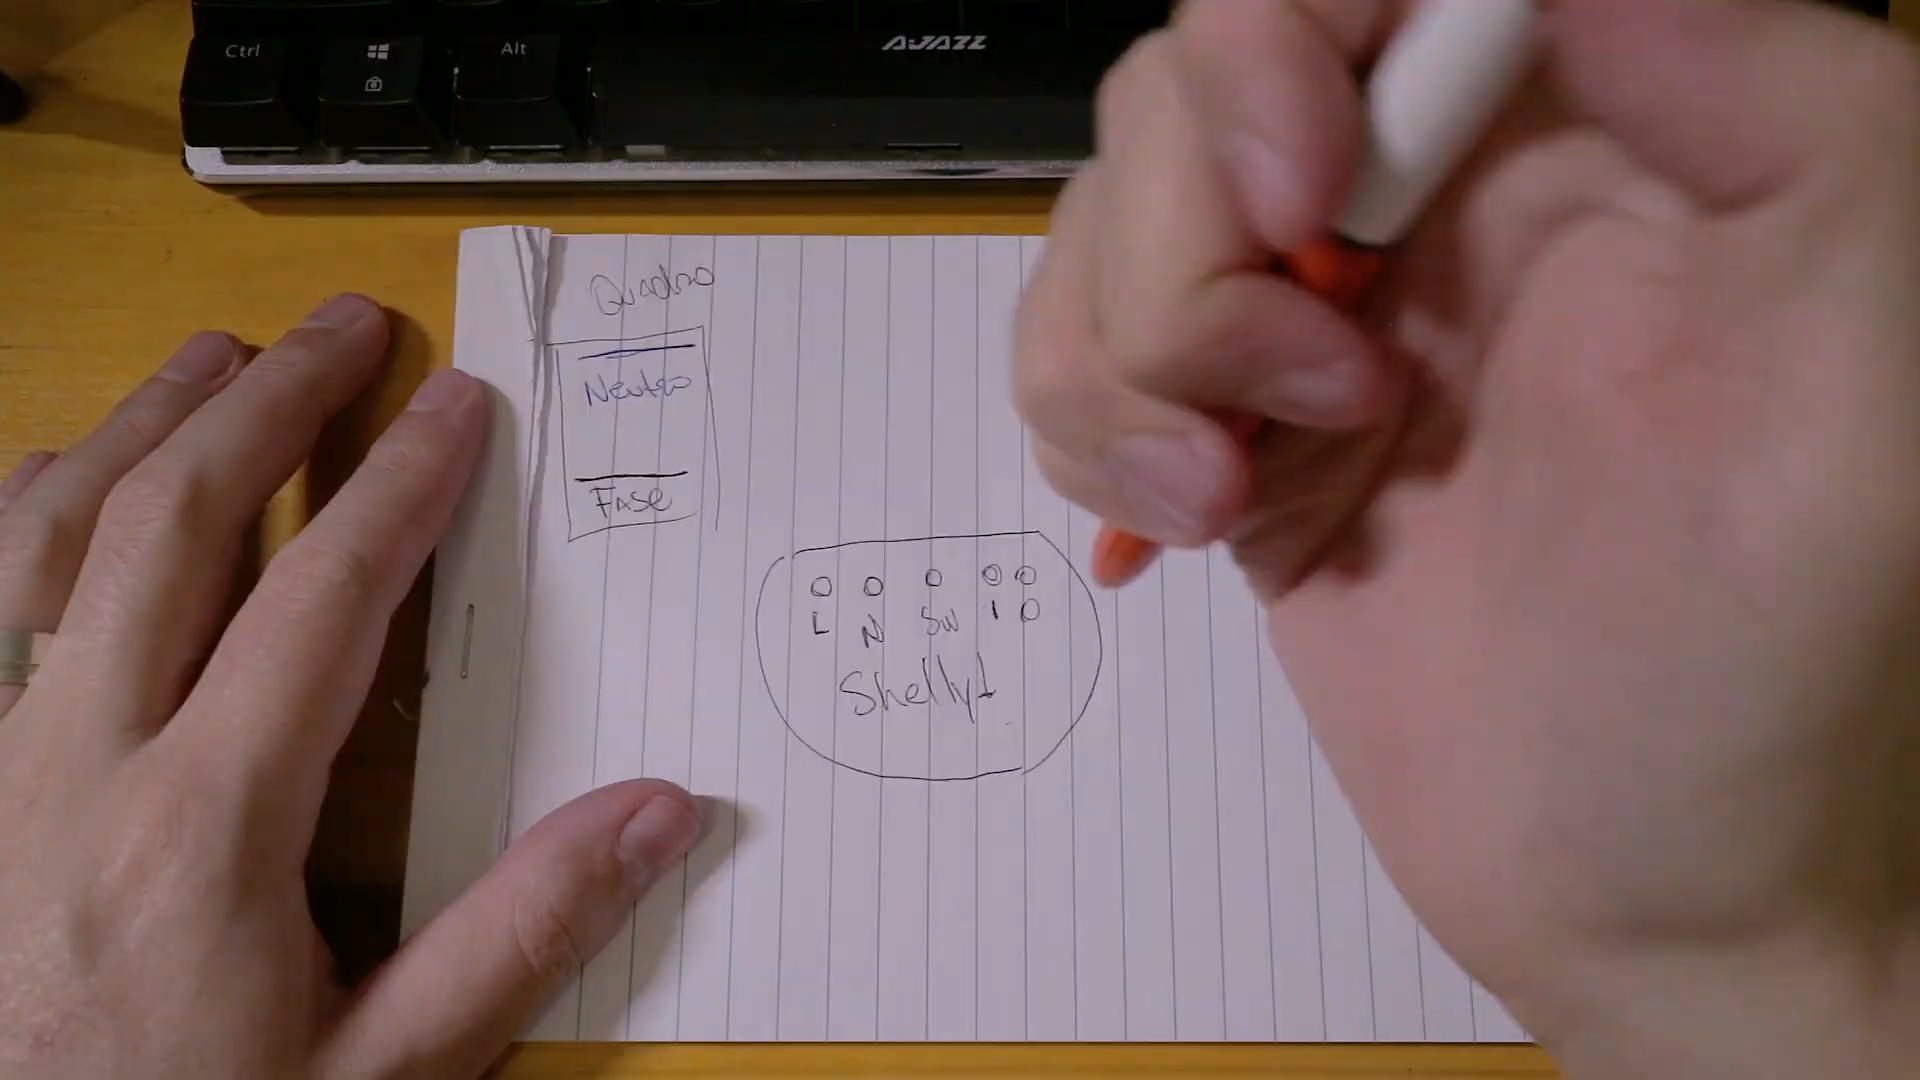 Ctrl
Alt
AJAZZ
Quadro
Neutro
Fase
L N SW I O
Shelly1